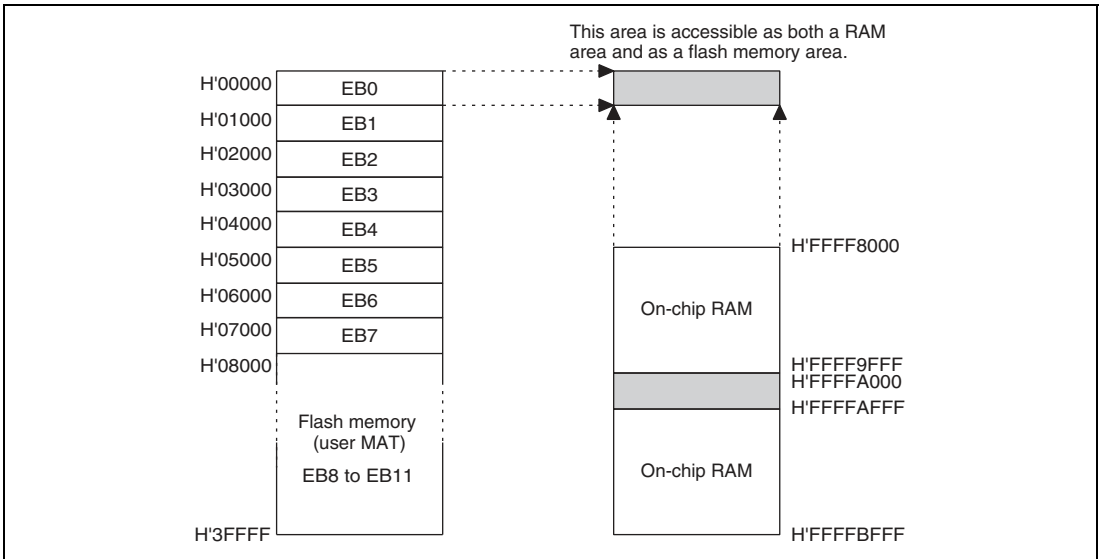 This area is accessible as both a RAM
area and as a flash memory area.
H'00000
EB0
H'01000
EB1
H'02000
EB2
H'03000
EB3
H'04000
EB4
H'05000
EB5
H'06000
EB6
H'07000
EB7
H'08000
Flash memory
(user MAT)
EB8 to EB11
H'3FFFF
H'FFFF8000
On-chip RAM
H'FFFF9FFF
H'FFFFA000
H'FFFFAFFF
On-chip RAM
H'FFFFBFFF